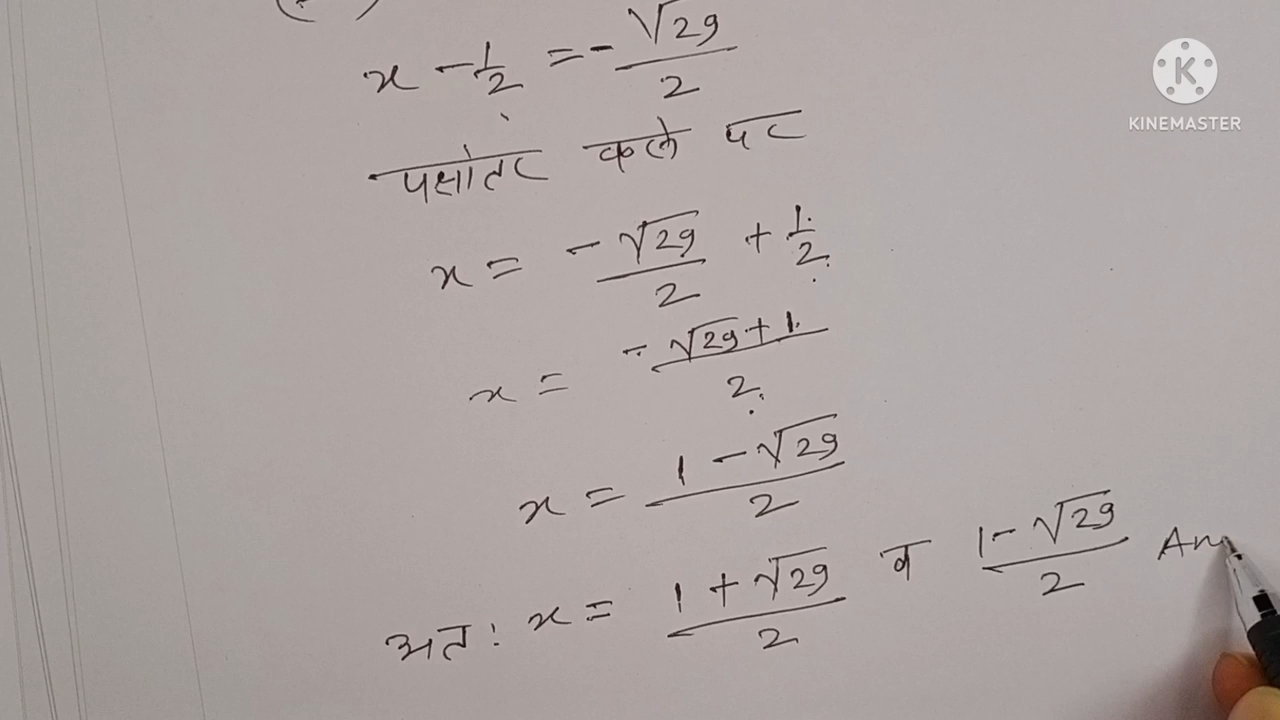 x - 1/2 = - √29/2
पक्षांतर करने पर
x = - √29/2 + 1/2
x = - √29 + 1/2
x = 1 - √29/2
अतः x = 1 + √29/2 व 1 - √29/2 An
K
KINEMASTER